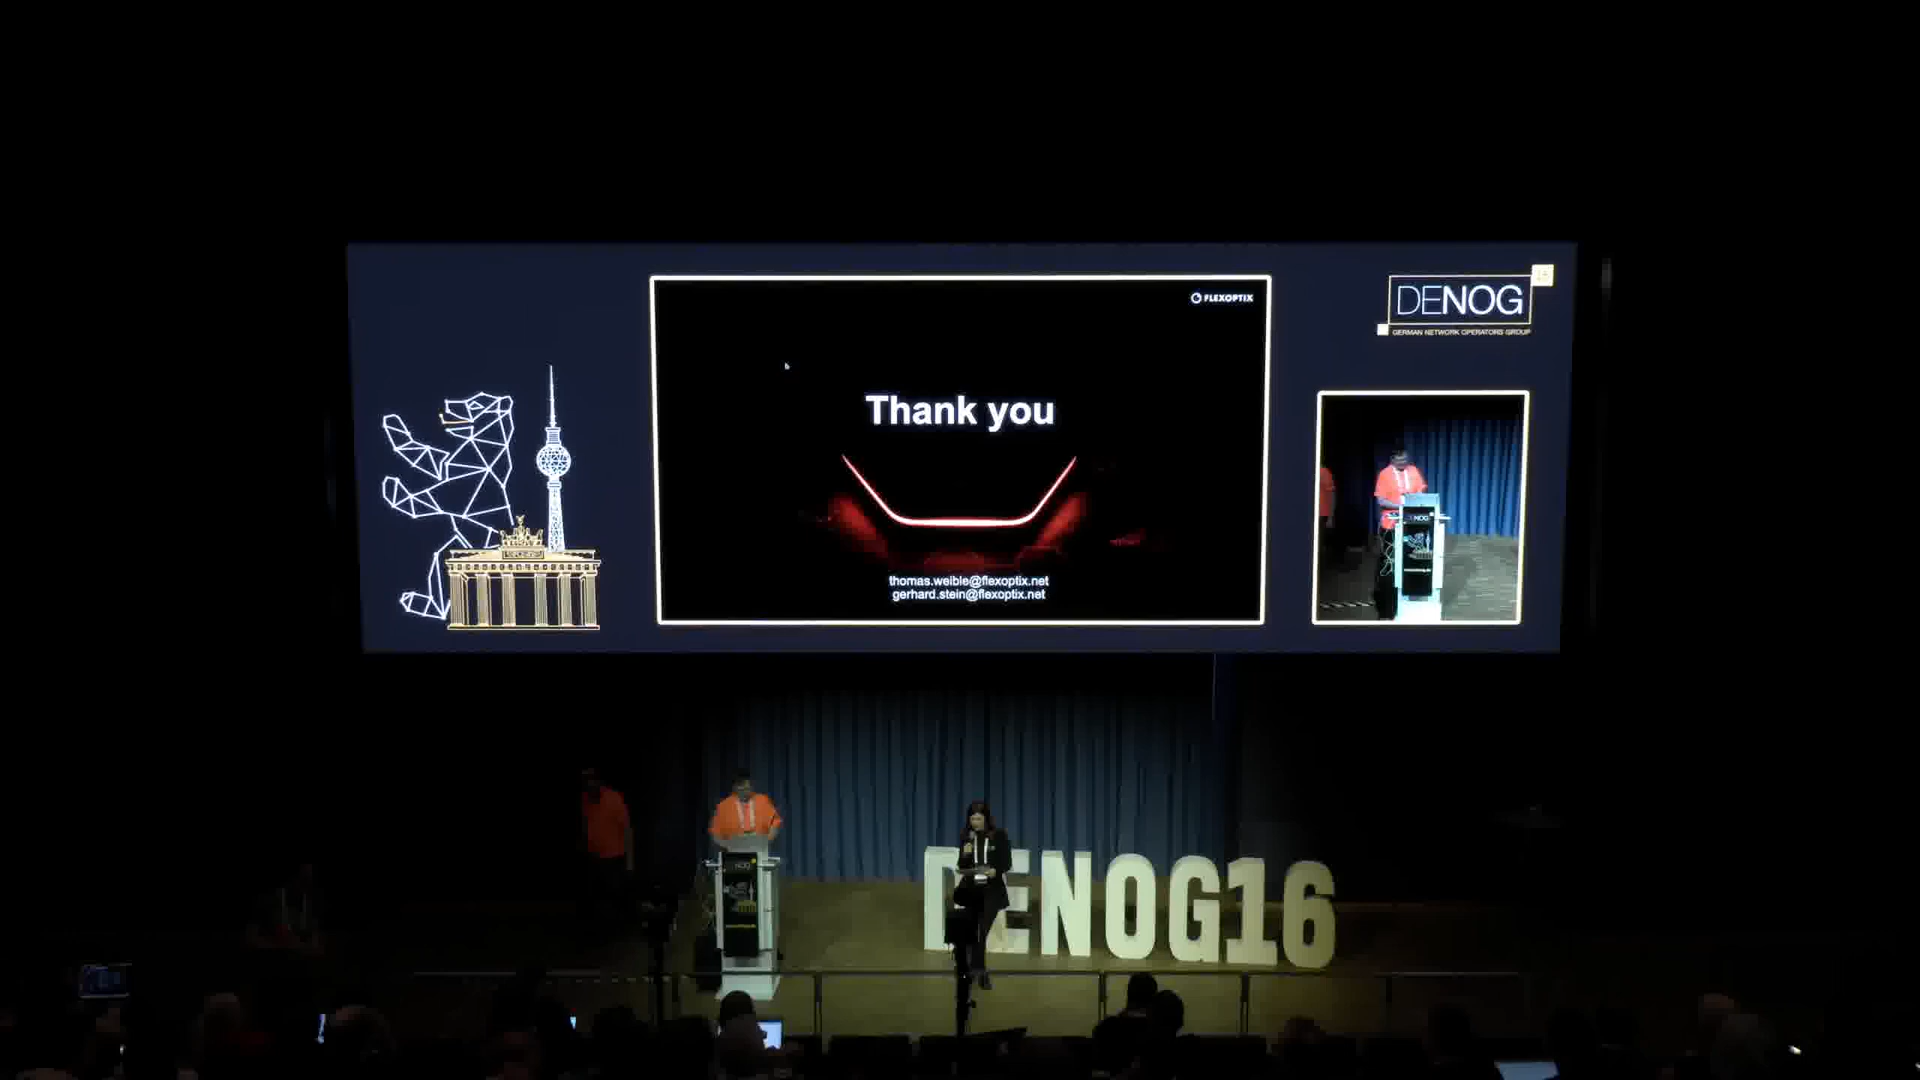 FLEXOPTIX
Thank you
thomas.weible@flexoptix.net
gerhard.stein@flexoptix.net
DENOG
GERMAN NETWORK OPERATORS GROUP
DENOG16